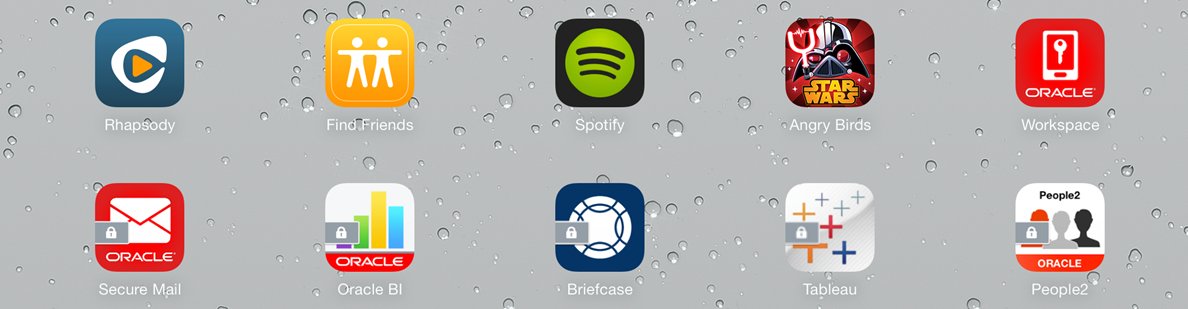 STAR
WARS
ORACLE
Rhapsody
Find Friends
Spotify
Angry Birds
Workspace
People2
ORACLE
ORACLE
ORACLE
Secure Mail
Oracle BI
Briefcase
Tableau
People2